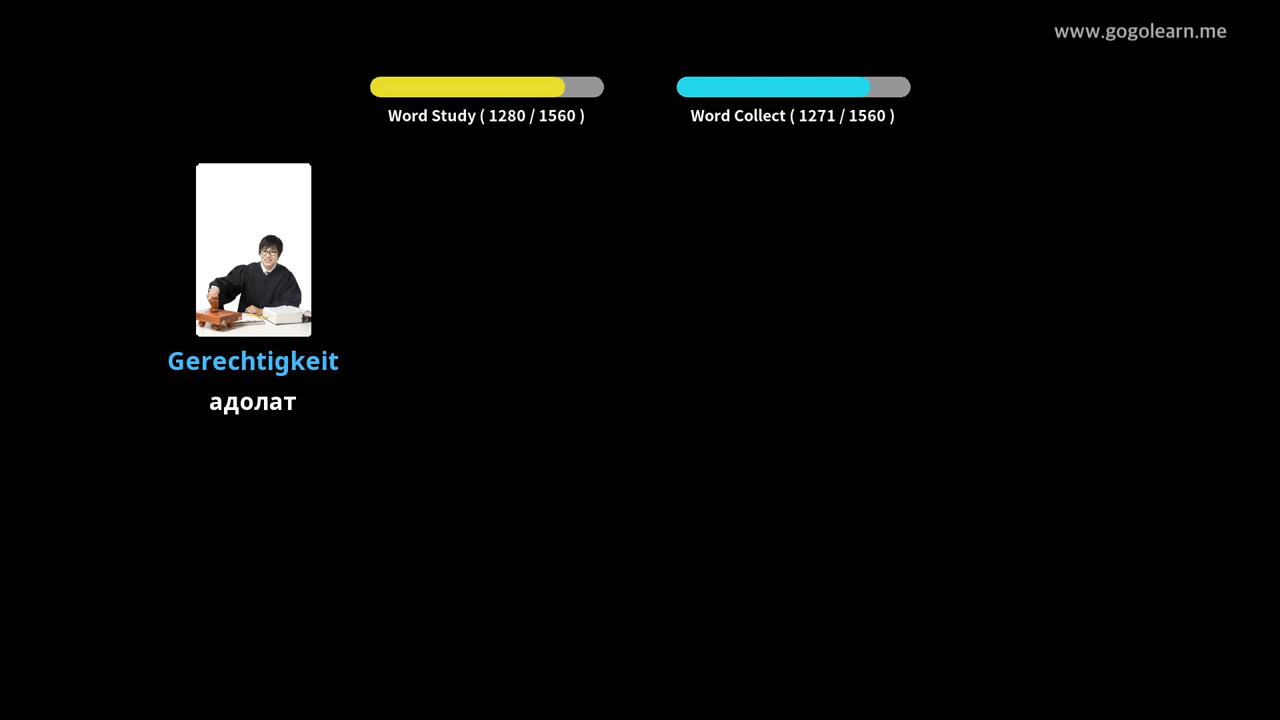 www.gogolearn.me
Word Study ( 1280 / 1560 )
Word Collect ( 1271 / 1560 )
Gerechtigkeit
адолат